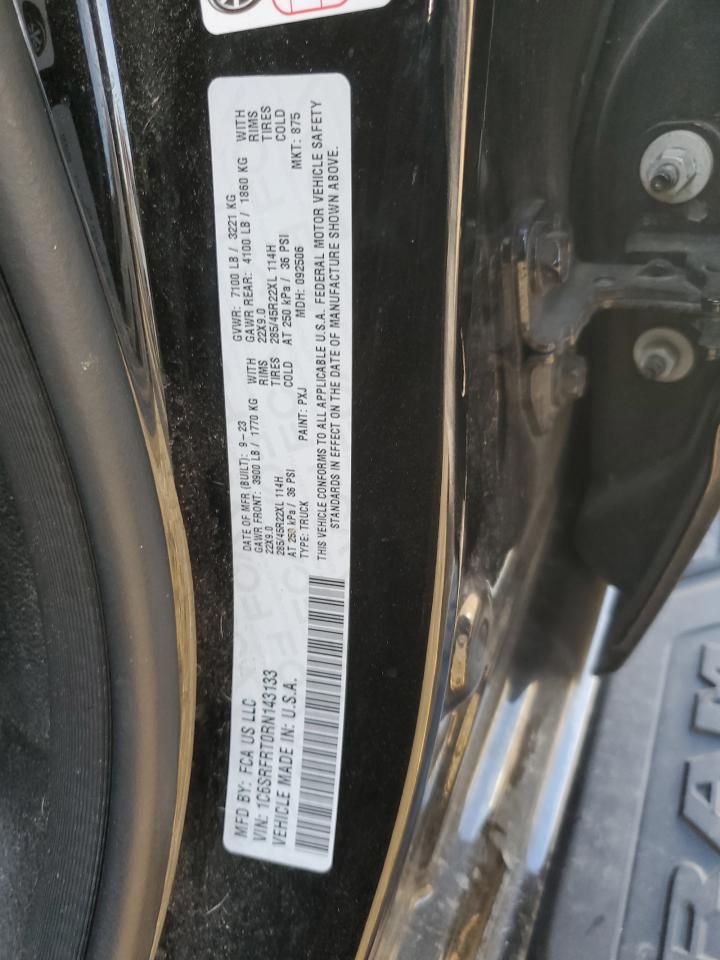 MFD BY: FCA US LLC
VIN: 1C6SRFRT0RN143133
VEHICLE MADE IN: U.S.A.
DATE OF MFR (BUILT): 9-23 GVWR: 7100 LB / 3221 KG
GAWR FRONT: 3900 LB / 1770 KG WITH GAWR REAR: 4100 LB / 1860 KG WITH
22X9.0 RIMS 22X9.0 RIMS
285/45R22XL 114H TIRES 285/45R22XL 114H TIRES
AT 250 kPa / 36 PSI COLD AT 250 kPa / 36 PSI COLD
TYPE: TRUCK PAINT: PXJ MDH: 092506 MKT: 875
THIS VEHICLE CONFORMS TO ALL APPLICABLE U.S.A. FEDERAL MOTOR VEHICLE SAFETY
STANDARDS IN EFFECT ON THE DATE OF MANUFACTURE SHOWN ABOVE.
875
RAM